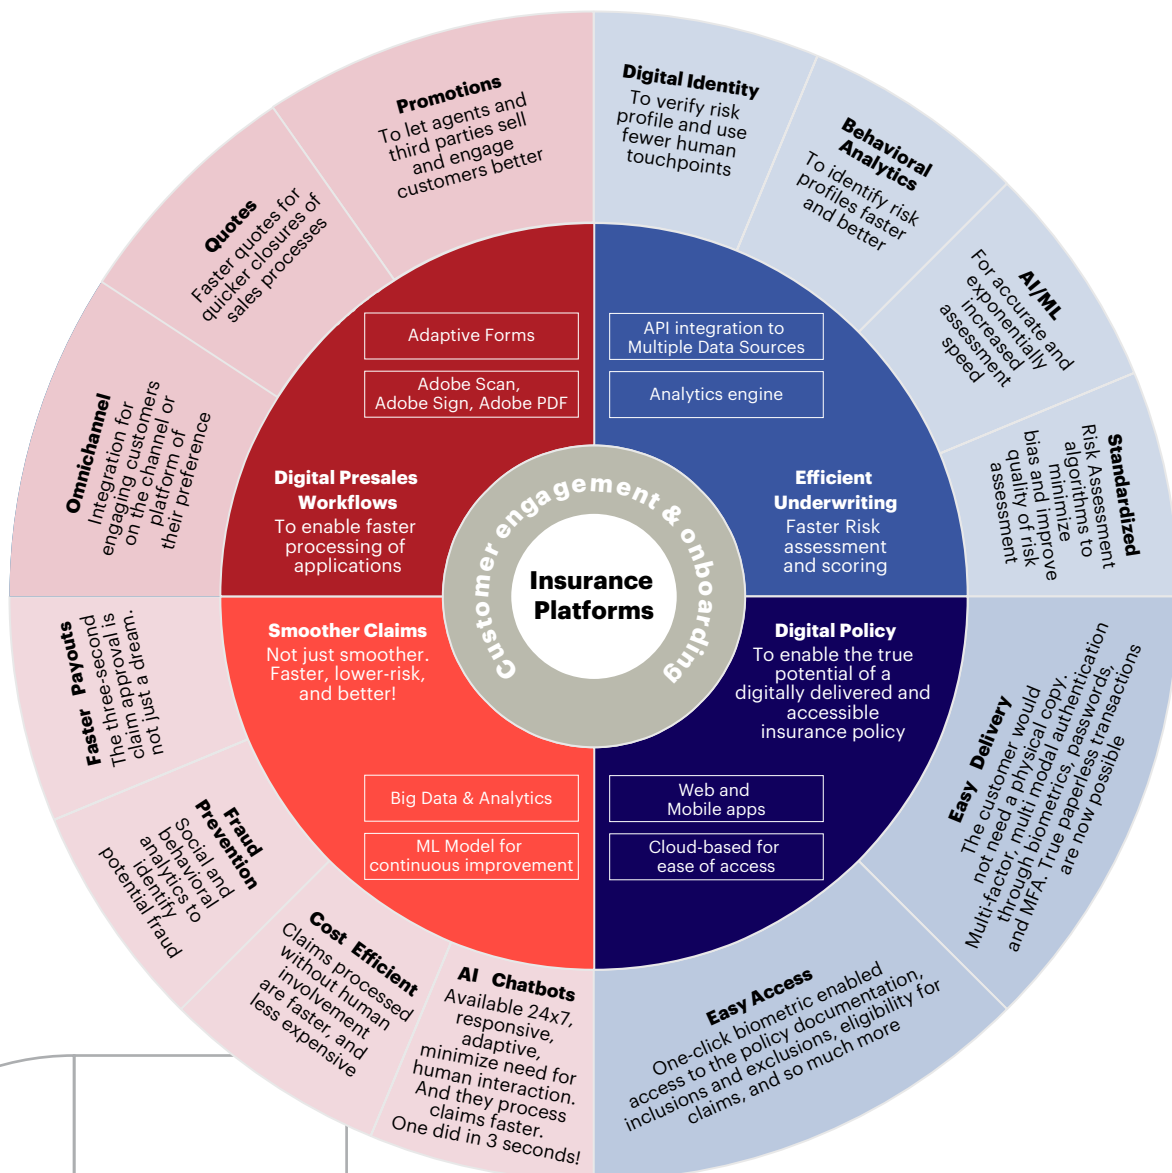 Promotions
To let agents and
third parties sell
and engage
customers better
Quotes
Faster quotes for
quicker closures of
sales processes
Omnichannel
Integration for
engaging customers
on the channel or
platform of
their preference
Digital Identity
To verify risk
profile and use
fewer human
touchpoints
Behavioral
Analytics
To identify risk
profiles faster
and better
AI/ML
For accurate and
exponentially
increased
assessment
speed
Standardized
Risk Assessment
algorithms to
minimize
bias and improve
quality of risk
assessment
Adaptive Forms
Adobe Scan,
Adobe Sign, Adobe PDF
Digital Presales
Workflows
To enable faster
processing of
applications
API integration to
Multiple Data Sources
Analytics engine
Efficient
Underwriting
Faster Risk
assessment
and scoring
Customer engagement & onboarding
Insurance
Platforms
Smoother Claims
Not just smoother.
Faster, lower-risk,
and better!
Big Data & Analytics
ML Model for
continuous improvement
Digital Policy
To enable the true
potential of a
digitally delivered and
accessible
insurance policy
Web and
Mobile apps
Cloud-based for
ease of access
Faster Payouts
The three-second
claim approval is
not just a dream.
Fraud
Prevention
Social and
behavioral
analytics to
identify
potential fraud
Cost Efficient
Claims processed
without human
involvement
are faster, and
less expensive
AI Chatbots
Available 24x7,
responsive,
adaptive,
minimize need for
human interaction.
And they process
claims faster.
One did in 3 seconds!
Easy Access
One-click biometric enabled
access to the policy documentation,
inclusions and exclusions, eligibility for
claims, and so much more
Easy Delivery
The customer would
not need a physical copy.
Multi-factor, multi modal authentication
through biometrics, passwords,
and MFA. True paperless transactions
are now possible